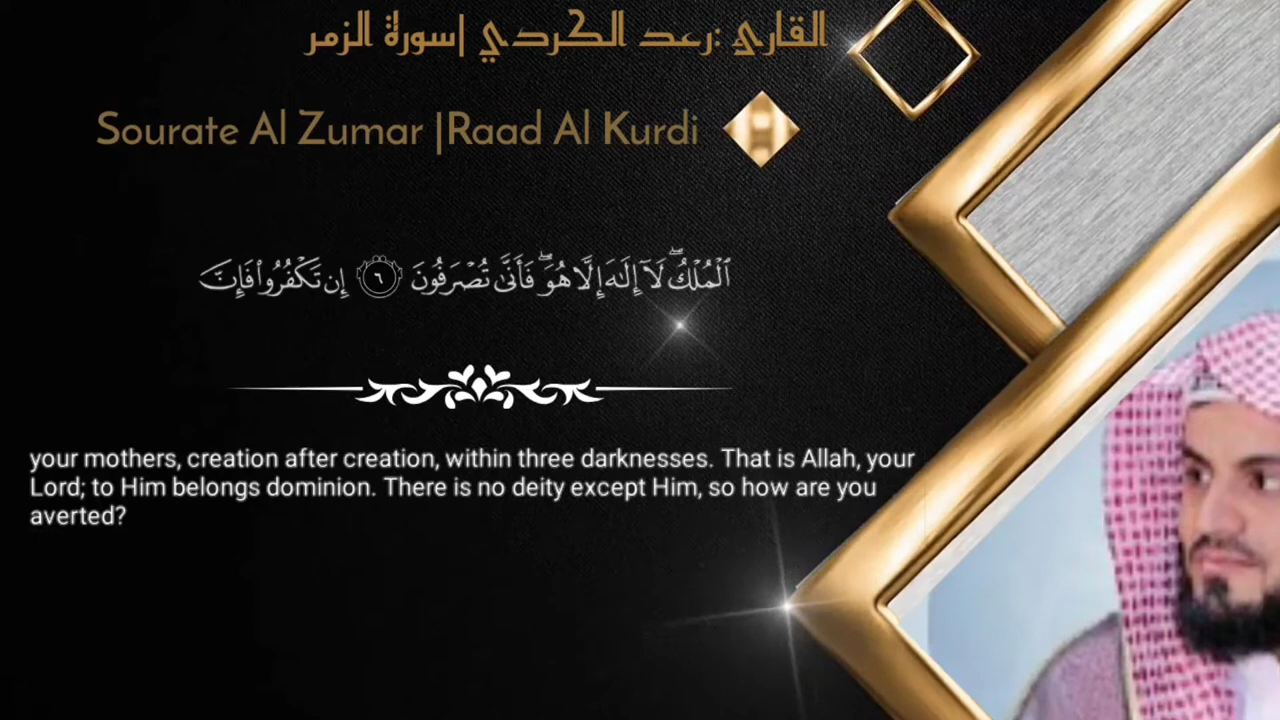 القارئ :رعد الكردي |سورة الزمر
Sourate Al Zumar |Raad Al Kurdi
ٱلْمُلْكُ ۖ لَآ إِلَٰهَ إِلَّا هُوَ ۖ فَأَنَّىٰ تُصْرَفُونَ ٦ إِن تَكْفُرُوا۟ فَإِنَّ
your mothers, creation after creation, within three darknesses. That is Allah, your
Lord; to Him belongs dominion. There is no deity except Him, so how are you
averted?